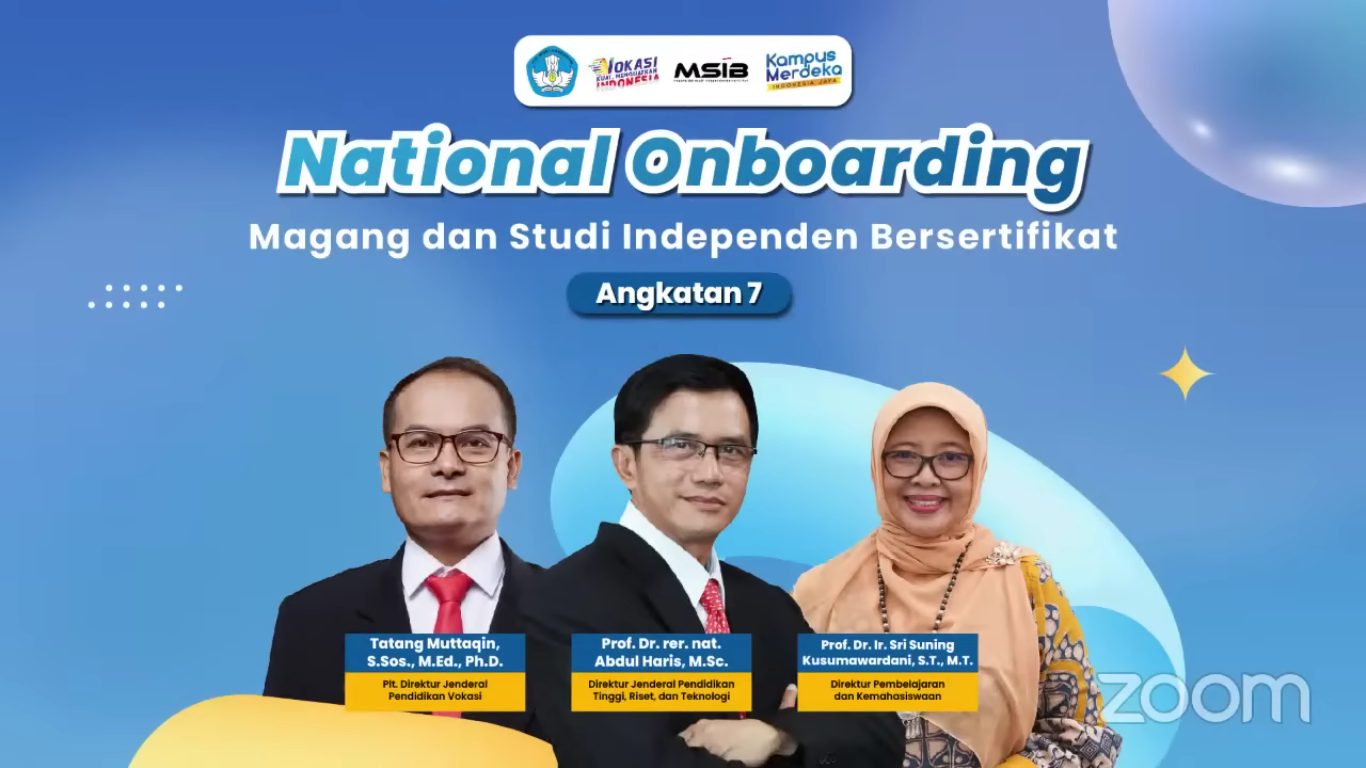 VOKASI
KUAT, MENGUATKAN
INDONESIA
MSIB
Kampus
Merdeka
INDONESIA JAYA
National Onboarding
Magang dan Studi Independen Bersertifikat
Angkatan 7
Tatang Muttaqin,
S.Sos., M.Ed., Ph.D.
Plt. Direktur Jenderal
Pendidikan Vokasi
Prof. Dr. rer. nat.
Abdul Haris, M.Sc.
Direktur Jenderal Pendidikan
Tinggi, Riset, dan Teknologi
Prof. Dr. Ir. Sri Suning
Kusumawardani, S.T., M.T.
Direktur Pembelajaran
dan Kemahasiswaan
zoom